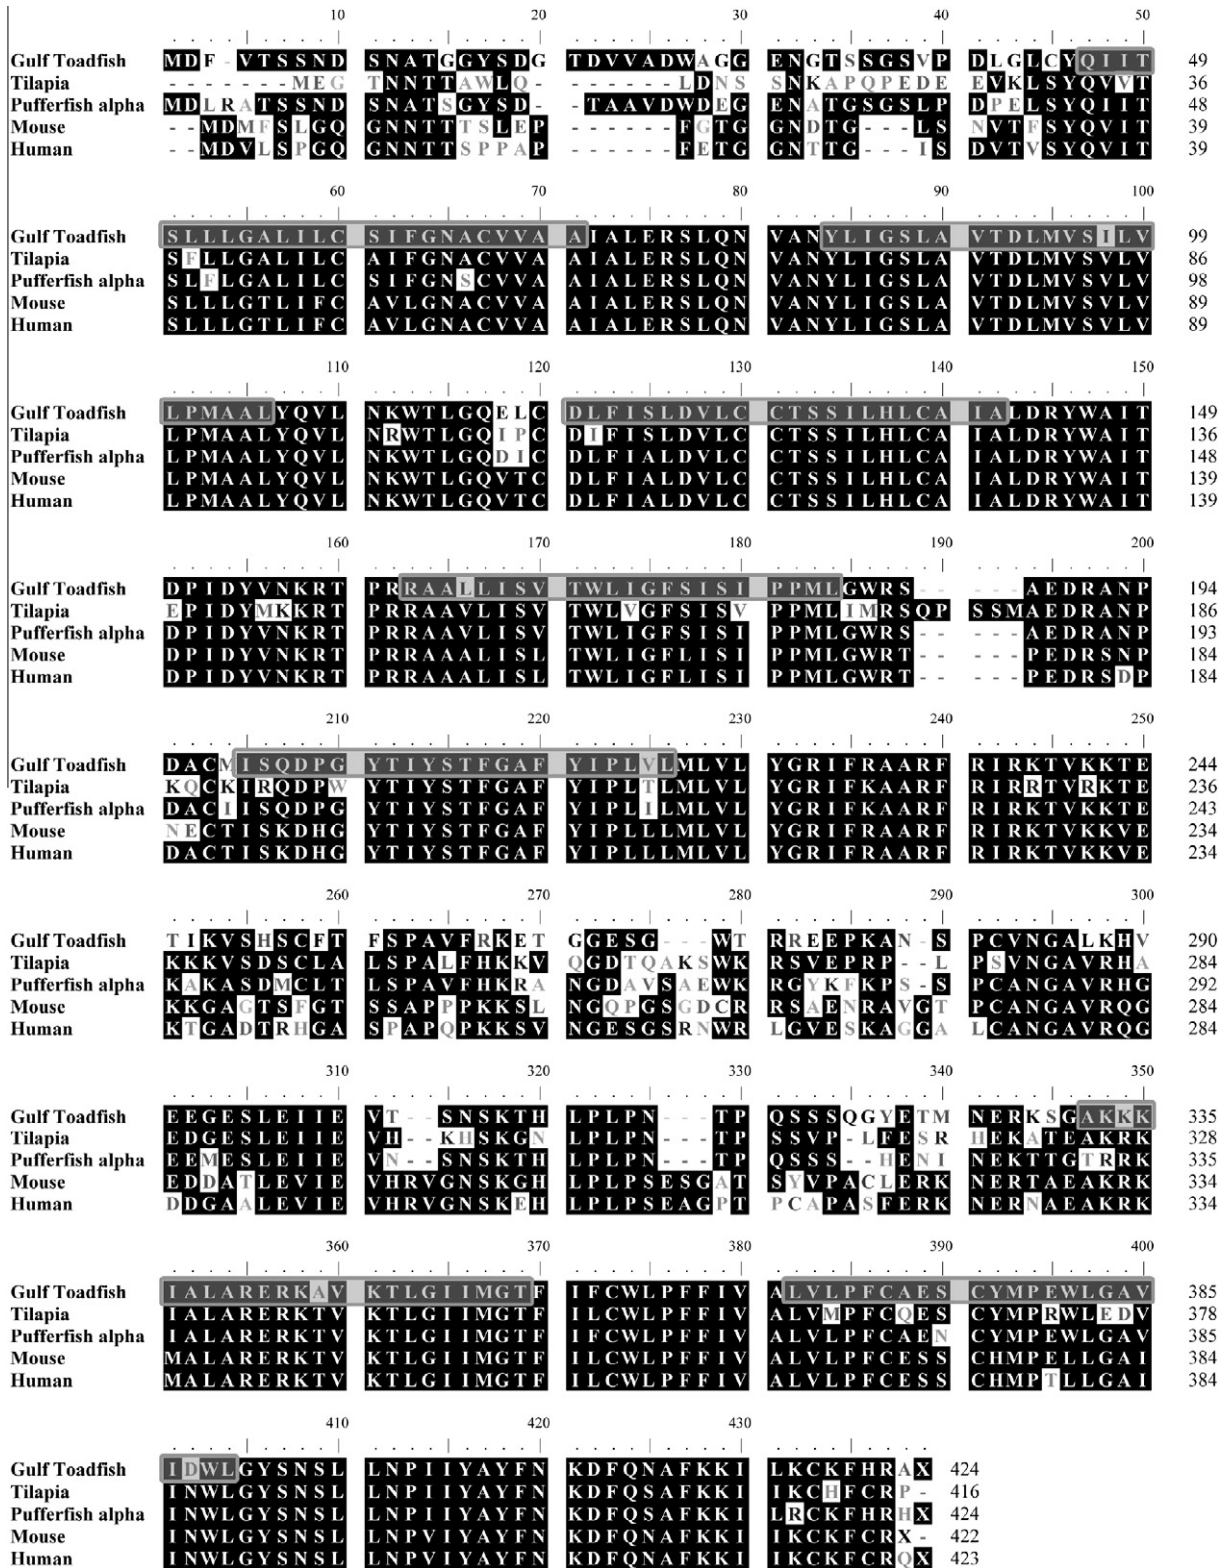 10 20 30 40 50
Gulf Toadfish MDF-VTSSND SNATGGYSDG TDVVADWAGG ENGTSSGSVP DLGLCYQIIT 49
Tilapia -------MEG TNNTTAWLQ- ------LDNS SNKAPQPEDE EVKLSYQVVT 36
Pufferfish alpha MDLRATSSND SNATSGYSD- -TAAVDWDEG ENATGSGSLP DPELSYQIIT 48
Mouse --MDMFSLGQ GNNTTTSLEP ------FGTG GNDTG---LS NVTFSYQVIT 39
Human --MDVLSPGQ GNNTTSPPAP ------FETG GNTTG---IS DVTVSYQVIT 39
60 70 80 90 100
Gulf Toadfish SLLLGALILC SIFGNACVVA AIALERSLQN VANYLIGSLA VTDLMVSILV 99
Tilapia SFLLGALILC AIFGNACVVA AIALERSLQN VANYLIGSLA VTDLMVSVLV 86
Pufferfish alpha SLFLGALILC SIFGNSCVVA AIALERSLQN VANYLIGSLA VTDLMVSVLV 98
Mouse SLLLGTLIFC AVLGNACVVA AIALERSLQN VANYLIGSLA VTDLMVSVLV 89
Human SLLLGTLIFC AVLGNACVVA AIALERSLQN VANYLIGSLA VTDLMVSVLV 89
110 120 130 140 150
Gulf Toadfish LPMAALYQVL NKWTLGQELC DLFISLDVLC CTSSILHLCA IALDRYWAIT 149
Tilapia LPMAALYQVL NRWTLGQIPC DIFISLDVLC CTSSILHLCA IALDRYWAIT 136
Pufferfish alpha LPMAALYQVL NKWTLGQDIC DLFIALDVLC CTSSILHLCA IALDRYWAIT 148
Mouse LPMAALYQVL NKWTLGQVTC DLFIALDVLC CTSSILHLCA IALDRYWAIT 139
Human LPMAALYQVL NKWTLGQVTC DLFIALDVLC CTSSILHLCA IALDRYWAIT 139
160 170 180 190 200
Gulf Toadfish DPIDYVNKRT PRRAALLISV TWLIGFSISI PPMLGWRS-- ---AEDRANP 194
Tilapia EPIDYMKKRT PRRAAVLISV TWLVGFSISV PPMLIMRSQP SSMAEDRANP 186
Pufferfish alpha DPIDYVNKRT PRRAAVLISV TWLIGFSISI PPMLGWRS-- ---AEDRANP 193
Mouse DPIDYVNKRT PRRAAALISL TWLIGFLISI PPMLGWRT-- ---PEDRSNP 184
Human DPIDYVNKRT PRRAAALISL TWLIGFLISI PPMLGWRT-- ---PEDRSDP 184
210 220 230 240 250
Gulf Toadfish DACMISQDPG YTIYSTFGAF YIPLVLMLVL YGRIFRAARF RIRKTVKKTE 244
Tilapia KQCKIRQDPW YTIYSTFGAF YIPLTLMLVL YGRIFKAARF RIRRTVRKTE 236
Pufferfish alpha DACIISQDPG YTIYSTFGAF YIPLILMLVL YGRIFKAARF RIRKTVKKTE 243
Mouse NECTISKDHG YTIYSTFGAF YIPLLLMLVL YGRIFRAARF RIRKTVKKVE 234
Human DACTISKDHG YTIYSTFGAF YIPLLLMLVL YGRIFRAARF RIRKTVKKVE 234
260 270 280 290 300
Gulf Toadfish TIKVSHSCFT FSPAVFRKET GGESG---WT RREEPKAN-S PCVNGALKHV 290
Tilapia KKKVSDSCLA LSPALFHKKV QGDTQAKSWK RSVEPRP--L PSVNGAVRHA 284
Pufferfish alpha KAKASDMCLT LSPAVFHKRA NGDAVSAEWK RGYKFKPS-S PCANGAVRHG 292
Mouse KKGAGTSFGT SSAPPPKKSL NGQPGSGDCR RSAENRAVGT PCANGAVRQG 284
Human KTGADTRHGA SPAPQPKKSV NGESGSRNWR LGVESKAGGA LCANGAVRQG 284
310 320 330 340 350
Gulf Toadfish EEGESLEIIE VT--SNSKTH LPLPN---TP QSSSQGYETM NERKSGAKKK 335
Tilapia EDGESLEIIE VH--KHSKGN LPLPN---TP SSVP-LFESR HEKATEAKRK 328
Pufferfish alpha EEMESLEIIE VN--SNSKTH LPLPN---TP QSSS--HENI NEKTTGTRRK 335
Mouse EDDATLEVIE VHRVGNSKGH LPLPSESGAT SYVPACLERK NERTAEAKRK 334
Human DDGAALEVIE VHRVGNSKEH LPLPSEAGPT PCAPASFERK NERNAEAKRK 334
360 370 380 390 400
Gulf Toadfish IALARERKAV KTLGIIMGTF IFCWLPFFIV ALVLPFCAES CYMPEWLGAV 385
Tilapia IALARERKTV KTLGIIMGTF IFCWLPFFIV ALVMPFCQES CYMPRWLEDV 378
Pufferfish alpha IALARERKTV KTLGIIMGTF IFCWLPFFIV ALVLPFCAEN CYMPEWLGAV 385
Mouse MALARERKTV KTLGIIMGTF ILCWLPFFIV ALVLPFCESS CHMPELLGAI 384
Human MALARERKTV KTLGIIMGTF ILCWLPFFIV ALVLPFCESS CHMPTLLGAI 384
410 420 430
Gulf Toadfish IDWLGYSNSL LNPIIYAYFN KDFQNAFKKI LKCKFHRAX 424
Tilapia INWLGYSNSL LNPIIYAYFN KDFQSAFKKI IKCHFCRP- 416
Pufferfish alpha INWLGYSNSL LNPIIYAYFN KDFQSAFKKI LRCKFHRHX 424
Mouse INWLGYSNSL LNPVIYAYFN KDFQNAFKKI IKCKFCRX- 422
Human INWLGYSNSL LNPVIYAYFN KDFQNAFKKI IKCKFCRQX 423